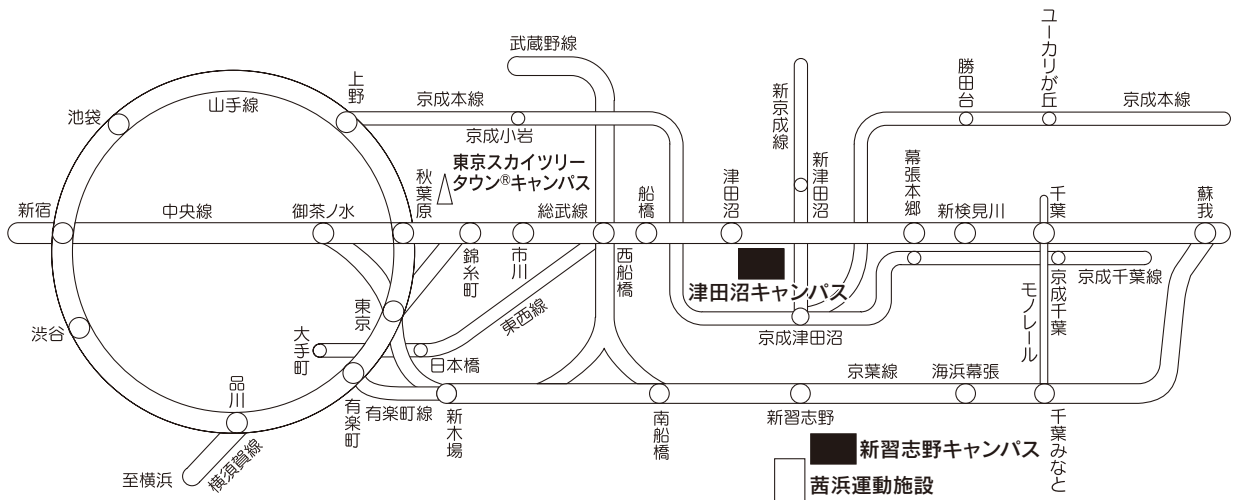 ユーカリが丘
武蔵野線
上野
京成本線
勝田台
京成本線
山手線
池袋
新京成線
京成小岩
東京スカイツリー
タウン®キャンパス
秋葉原
新津田沼
船橋
津田沼
幕張本郷
千葉
蘇我
新宿
中央線
御茶ノ水
総武線
新検見川
錦糸町
市川
西船橋
津田沼キャンパス
京成千葉
京成千葉線
モノレール
東京
東西線
渋谷
大手町
京成津田沼
日本橋
品川
京葉線
海浜幕張
有楽町
有楽町線
新木場
南船橋
新習志野
千葉みなと
新習志野キャンパス
横須賀線
至横浜
茜浜運動施設